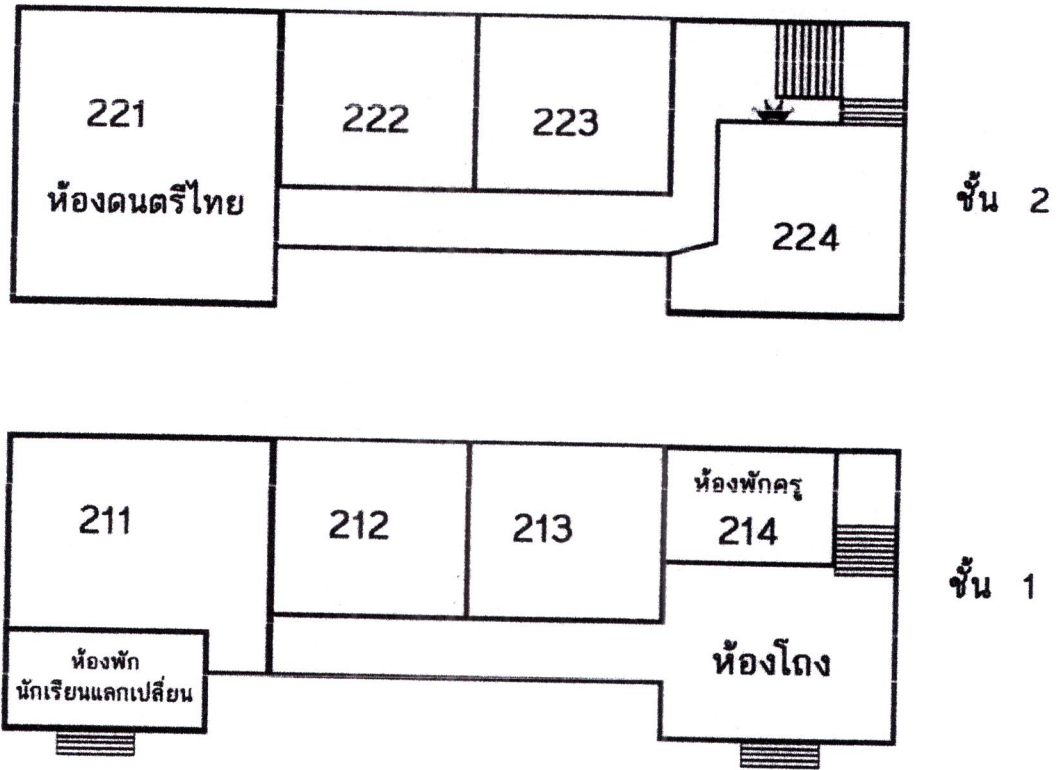 221
ห้องดนตรีไทย
222
223
224
ชั้น 2
211
212
213
ห้องพักครู
214
ห้องพัก
นักเรียนแลกเปลี่ยน
ห้องโถง
ชั้น 1